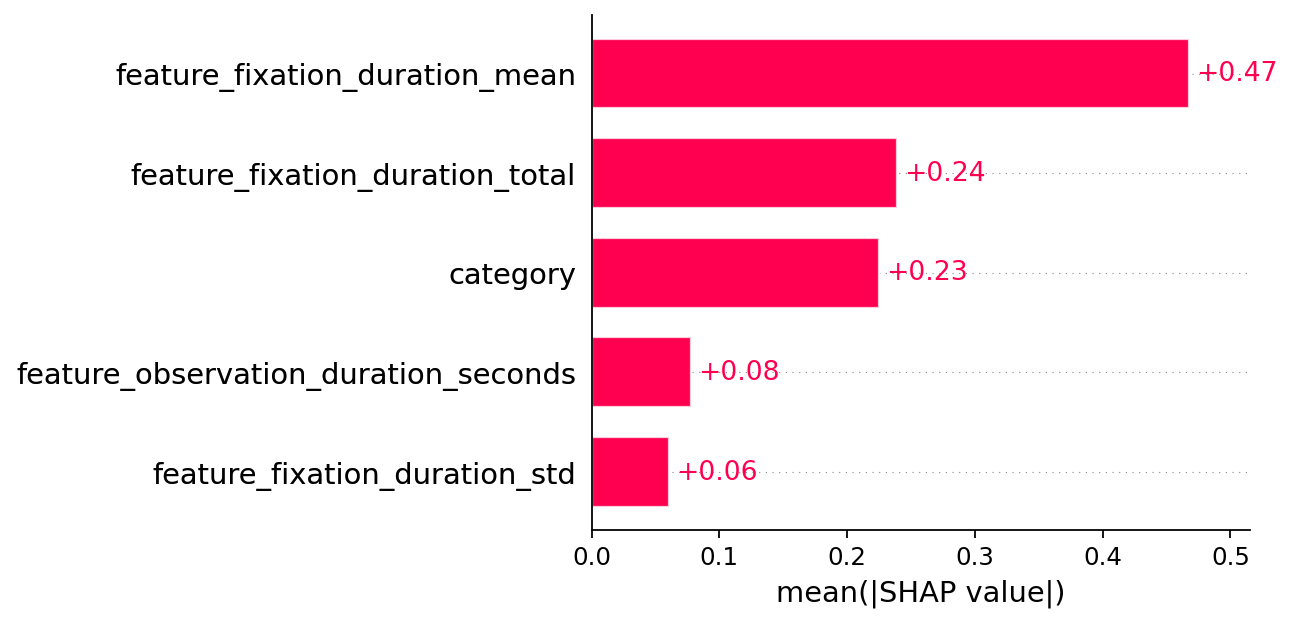 feature_fixation_duration_mean +0.47
feature_fixation_duration_total +0.24
category +0.23
feature_observation_duration_seconds +0.08
feature_fixation_duration_std +0.06
0.0 0.1 0.2 0.3 0.4 0.5
mean(|SHAP value|)